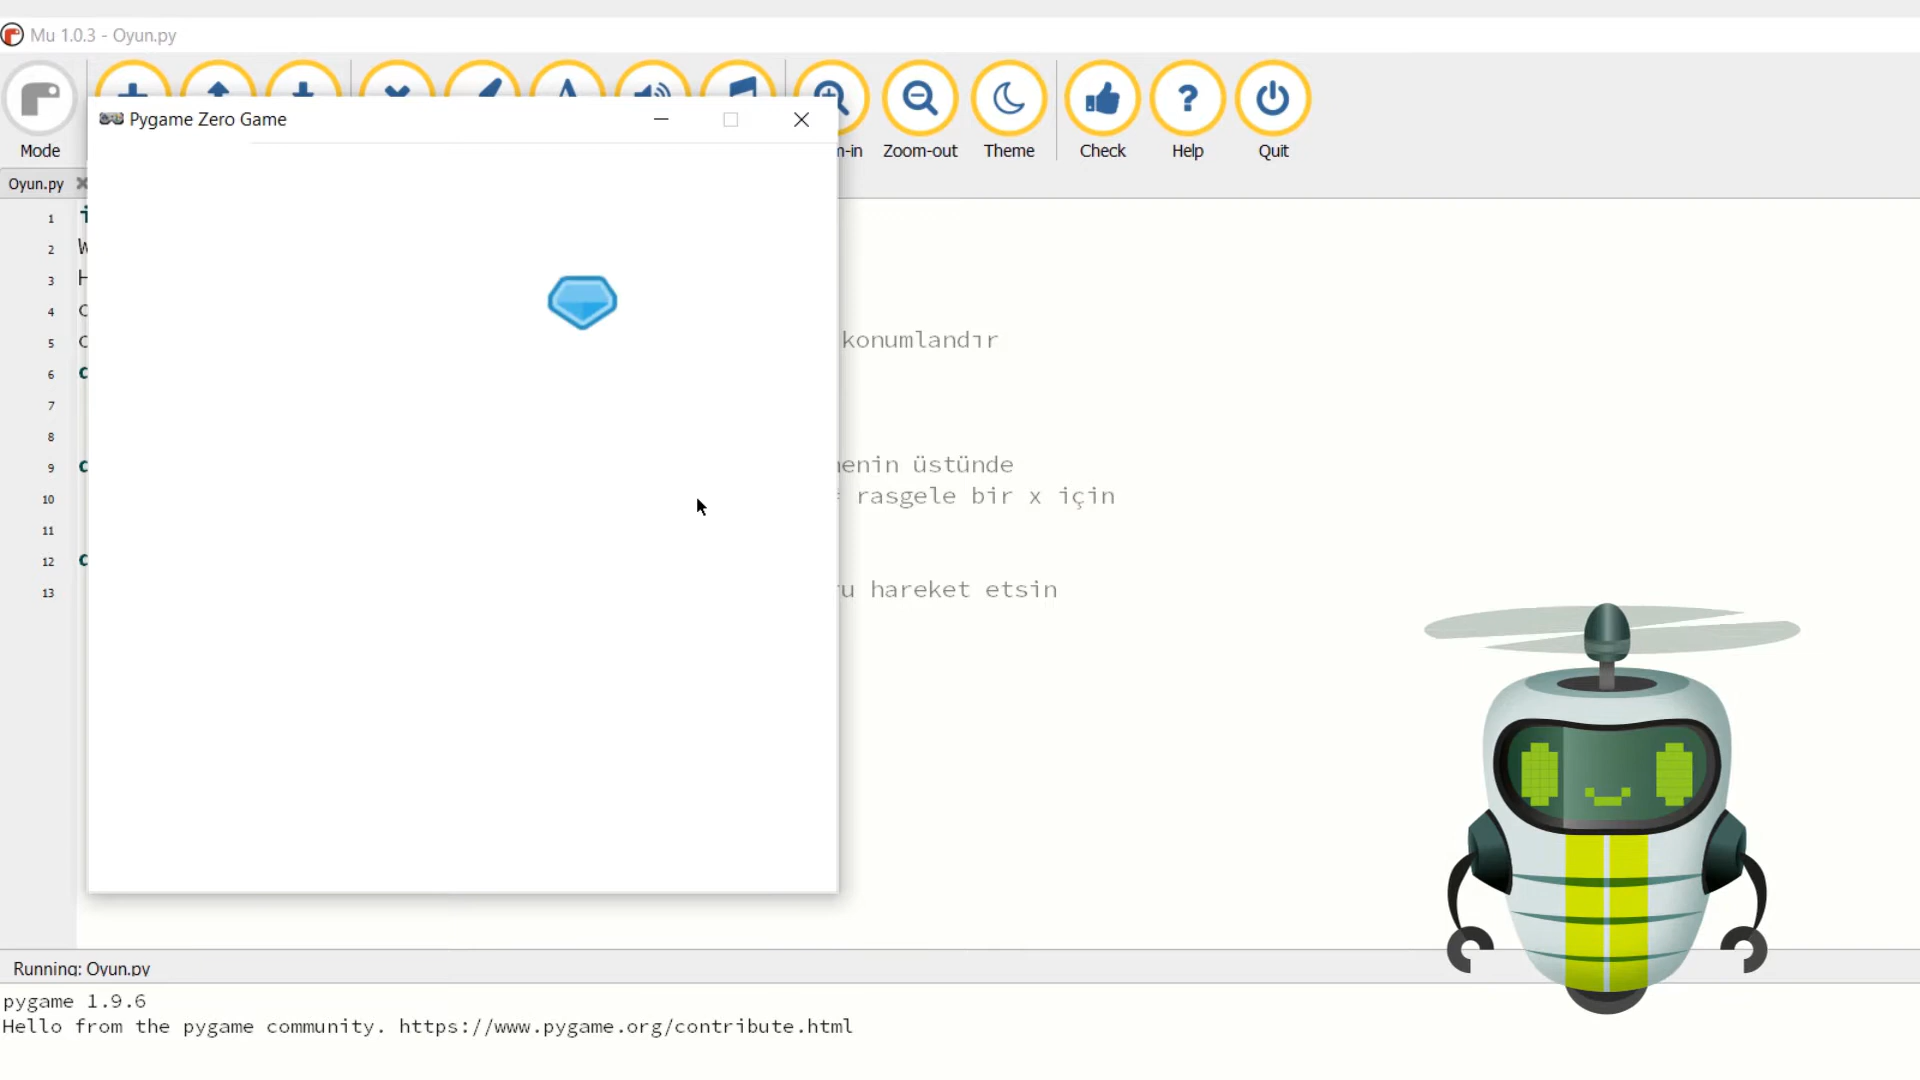 Mu 1.0.3 - Oyun.py
Pygame Zero Game
Mode
Zoom-out
Theme
Check
Help
Quit
Oyun.py
1
2
3
4
5
konumlandır
6
7
8
9
üstünde
10
rasgele bir x için
11
12
13
hareket etsin
Running: Oyun.py
pygame 1.9.6
Hello from the pygame community. https://www.pygame.org/contribute.html